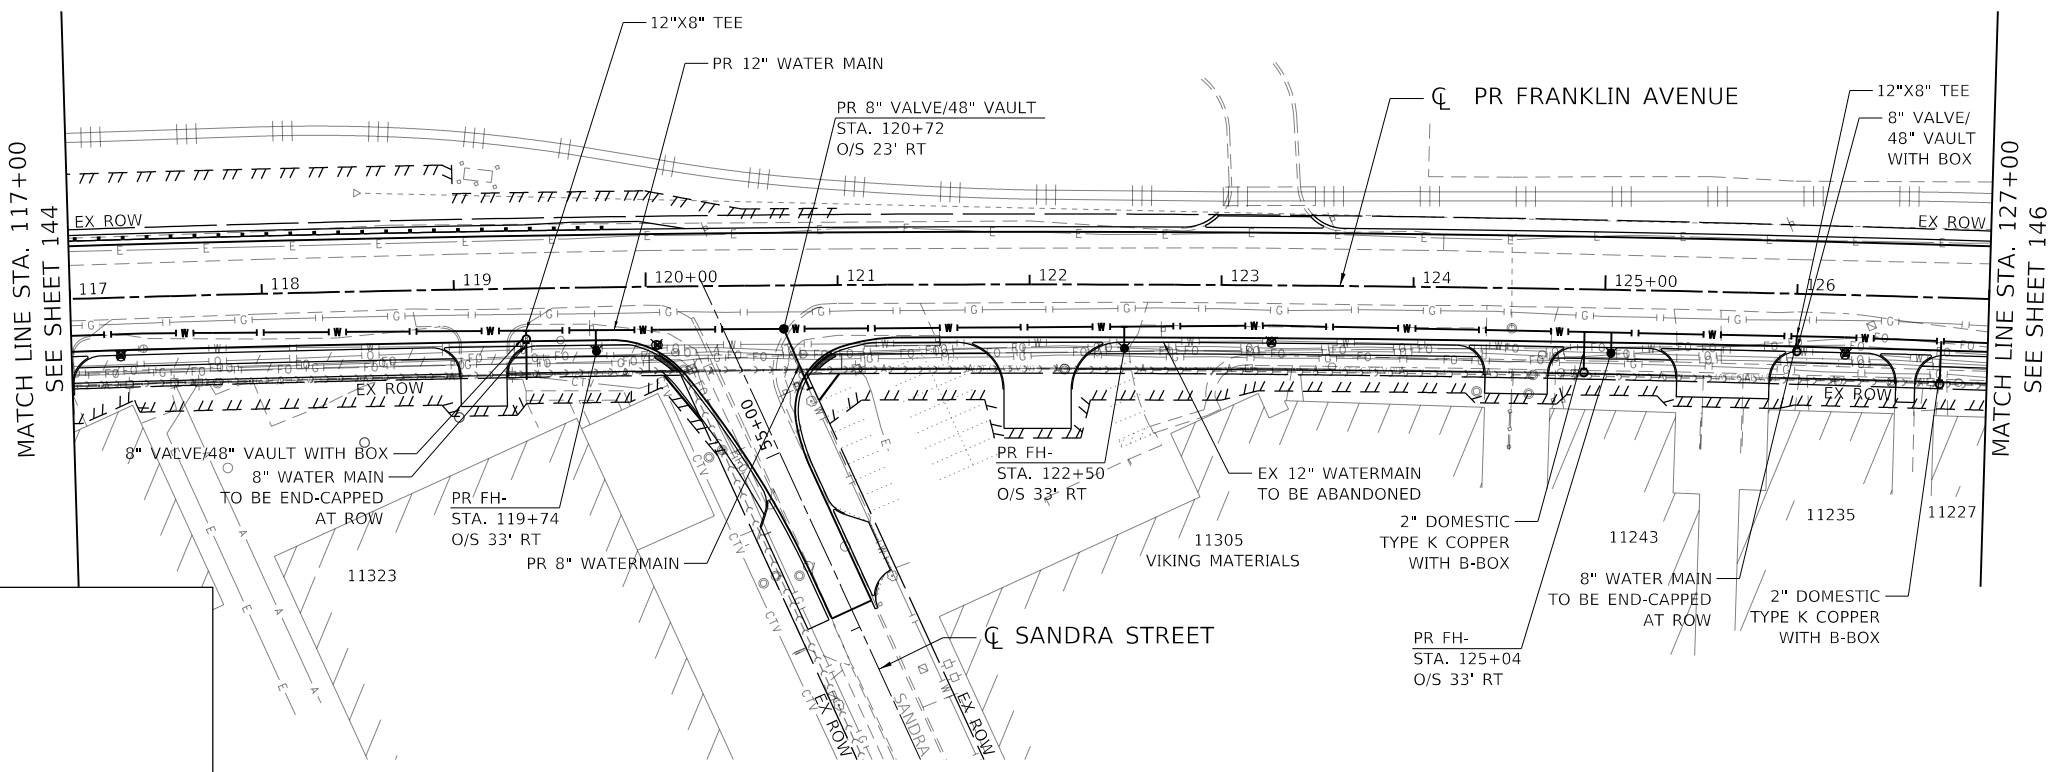 12"X8" TEE
PR 12" WATER MAIN
PR 8" VALVE/48" VAULT
STA. 120+72
O/S 23' RT
℄ PR FRANKLIN AVENUE
12"X8" TEE
8" VALVE/
48" VAULT
WITH BOX
MATCH LINE STA. 117+00
SEE SHEET 144
MATCH LINE STA. 127+00
SEE SHEET 146
EX ROW
EX ROW
117
118
119
120+00
121
122
123
124
125+00
126
EX ROW
EX ROW
55+00
8" VALVE/48" VAULT WITH BOX
8" WATER MAIN
TO BE END-CAPPED
AT ROW
PR FH-
STA. 119+74
O/S 33' RT
PR 8" WATERMAIN
11323
PR FH-
STA. 122+50
O/S 33' RT
EX 12" WATERMAIN
TO BE ABANDONED
11305
VIKING MATERIALS
2" DOMESTIC
TYPE K COPPER
WITH B-BOX
11243
11235
11227
8" WATER MAIN
TO BE END-CAPPED
AT ROW
2" DOMESTIC
TYPE K COPPER
WITH B-BOX
PR FH-
STA. 125+04
O/S 33' RT
℄ SANDRA STREET
EX ROW
SANDRA
EX ROW
CTV
CTV
CTV
CTV